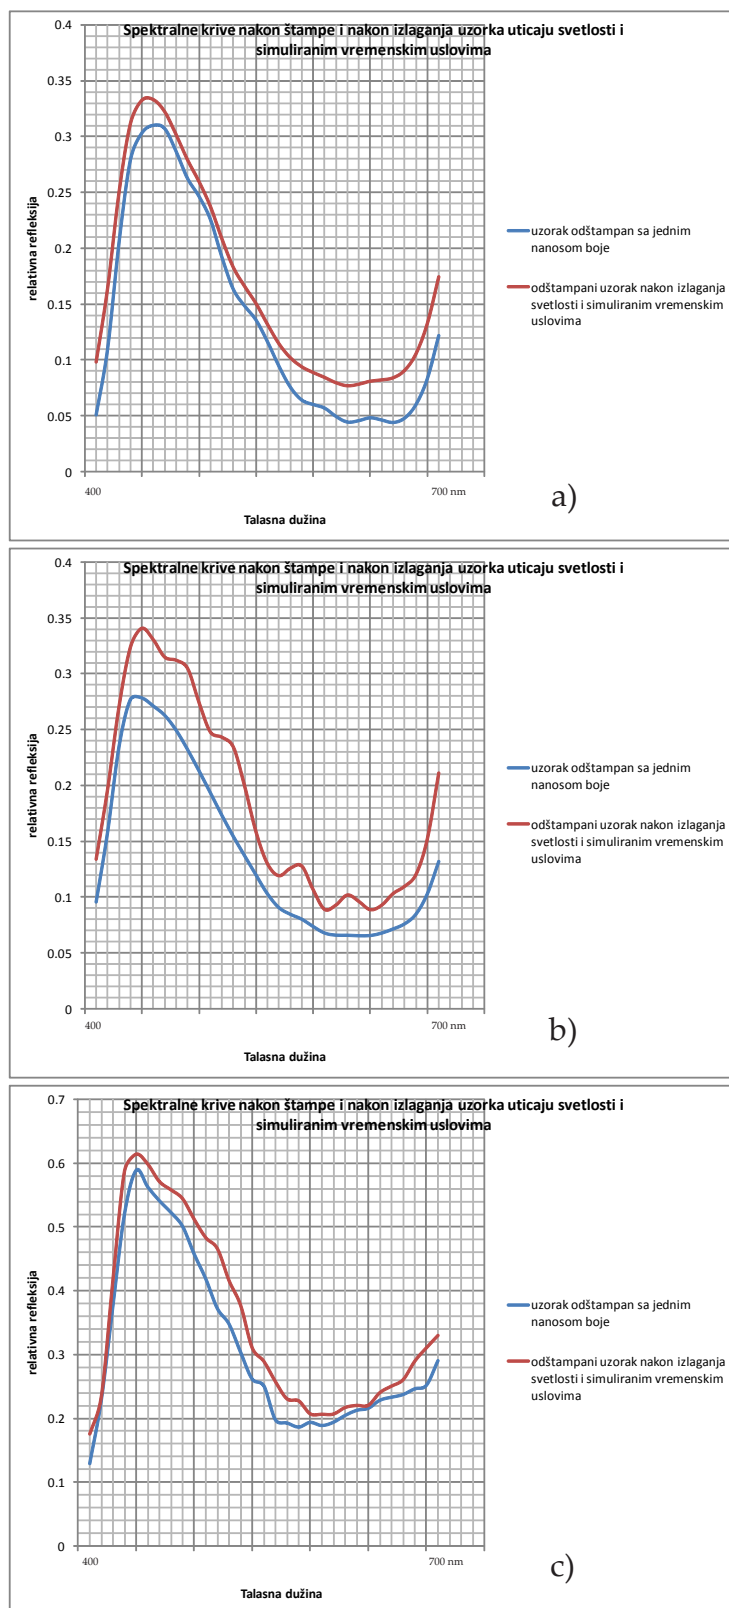 Spektralne krive nakon štampe i nakon izlaganja uzorka uticaju svetlosti i
simuliranim vremenskim uslovima
0.4
0.35
0.3
0.25
0.2
0.15
0.1
0.05
0
relativna refleksija
400
700 nm
Talasna dužina
uzorak odštampan sa jednim
nanosom boje
odštampani uzorak nakon izlaganja
svetlosti i simuliranim vremenskim
uslovima
a)
Spektralne krive nakon štampe i nakon izlaganja uzorka uticaju svetlosti i
simuliranim vremenskim uslovima
0.4
0.35
0.3
0.25
0.2
0.15
0.1
0.05
0
relativna refleksija
400
700 nm
Talasna dužina
uzorak odštampan sa jednim
nanosom boje
odštampani uzorak nakon izlaganja
svetlosti i simuliranim vremenskim
uslovima
b)
Spektralne krive nakon štampe i nakon izlaganja uzorka uticaju svetlosti i
simuliranim vremenskim uslovima
0.7
0.6
0.5
0.4
0.3
0.2
0.1
0
relativna refleksija
400
700 nm
Talasna dužina
uzorak odštampan sa jednim
nanosom boje
odštampani uzorak nakon izlaganja
svetlosti i simuliranim vremenskim
uslovima
c)